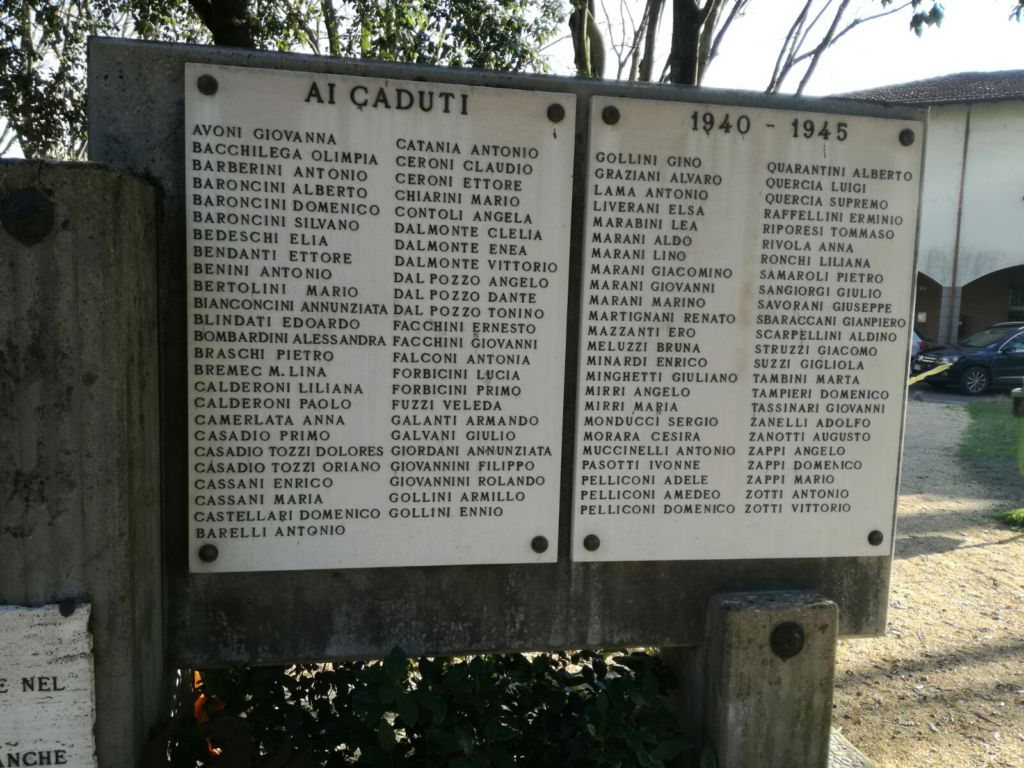 AI CADUTI
AVONI GIOVANNA
BACCHILEGA OLIMPIA
BARBERINI ANTONIO
BARONCINI ALBERTO
BARONCINI DOMENICO
BARONCINI SILVANO
BEDESCHI ELIA
BENDANTI ETTORE
BENINI ANTONIO
BERTOLINI MARIO
BIANCONCINI ANNUNZIATA
BLINDATI EDOARDO
BOMBARDINI ALESSANDRA
BRASCHI PIETRO
BREMEC M. LINA
CALDERONI LILIANA
CALDERONI PAOLO
CAMERLATA ANNA
CASADIO PRIMO
CASADIO TOZZI DOLORES
CASADIO TOZZI ORIANO
CASSANI ENRICO
CASSANI MARIA
CASTELLARI DOMENICO
BARELLI ANTONIO
CATANIA ANTONIO
CERONI CLAUDIO
CERONI ETTORE
CHIARINI MARIO
CONTOLI ANGELA
DALMONTE CLELIA
DALMONTE ENEA
DALMONTE VITTORIO
DAL POZZO ANGELO
DAL POZZO DANTE
DAL POZZO TONINO
FACCHINI ERNESTO
FACCHINI GIOVANNI
FALCONI ANTONIA
FORBICINI LUCIA
FORBICINI PRIMO
FUZZI VELEDA
GALANTI ARMANDO
GALVANI GIULIO
GIORDANI ANNUNZIATA
GIOVANNINI FILIPPO
GIOVANNINI ROLANDO
GOLLINI ARMILLO
GOLLINI ENNIO
1940 - 1945
GOLLINI GINO
GRAZIANI ALVARO
LAMA ANTONIO
LIVERANI ELSA
MARABINI LEA
MARANI ALDO
MARANI LINO
MARANI GIACOMINO
MARANI GIOVANNI
MARANI MARINO
MARTIGNANI RENATO
MAZZANTI ERO
MELUZZI BRUNA
MINARDI ENRICO
MINGHETTI GIULIANO
MIRRI ANGELO
MIRRI MARIA
MONDUCCI SERGIO
MORARA CESIRA
MUCCINELLI ANTONIO
PASOTTI IVONNE
PELLICONI ADELE
PELLICONI AMEDEO
PELLICONI DOMENICO
QUARANTINI ALBERTO
QUERCIA LUIGI
QUERCIA SUPREMO
RAFFELLINI ERMINIO
RIPORESI TOMMASO
RIVOLA ANNA
RONCHI LILIANA
SAMAROLI PIETRO
SANGIORGI GIULIO
SAVORANI GIUSEPPE
SBARACCANI GIANPIERO
SCARPELLINI ALDINO
STRUZZI GIACOMO
SUZZI GIGLIOLA
TAMBINI MARTA
TAMPIERI DOMENICO
TASSINARI GIOVANNI
ZANELLI ADOLFO
ZANOTTI AUGUSTO
ZAPPI ANGELO
ZAPPI DOMENICO
ZAPPI MARIO
ZOTTI ANTONIO
ZOTTI VITTORIO
E NEL
ANCHE